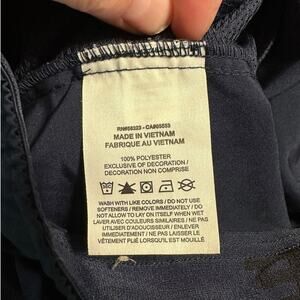 MADE IN VIETNAM
FABRIQUE AU VIETNAM
100% POLYESTER
EXCLUSIVE OF DECORATION /
DECORATION NON COMPRISE
WASH WITH LIKE COLORS / DO NOT USE
SOFTENERS / REMOVE IMMEDIATELY / DO
NOT ALLOW TO LAY ON ITSELF WHEN WET
LAVER AVEC COULEURS SIMILAIRES / NE PAS
UTILISER D'ADOUCISSANT / ENLEVER
IMMEDIATEMENT / NE PAS LAISSER LE
VÊTEMENT PLIÉ LORSQU'IL EST MOUILLÉ